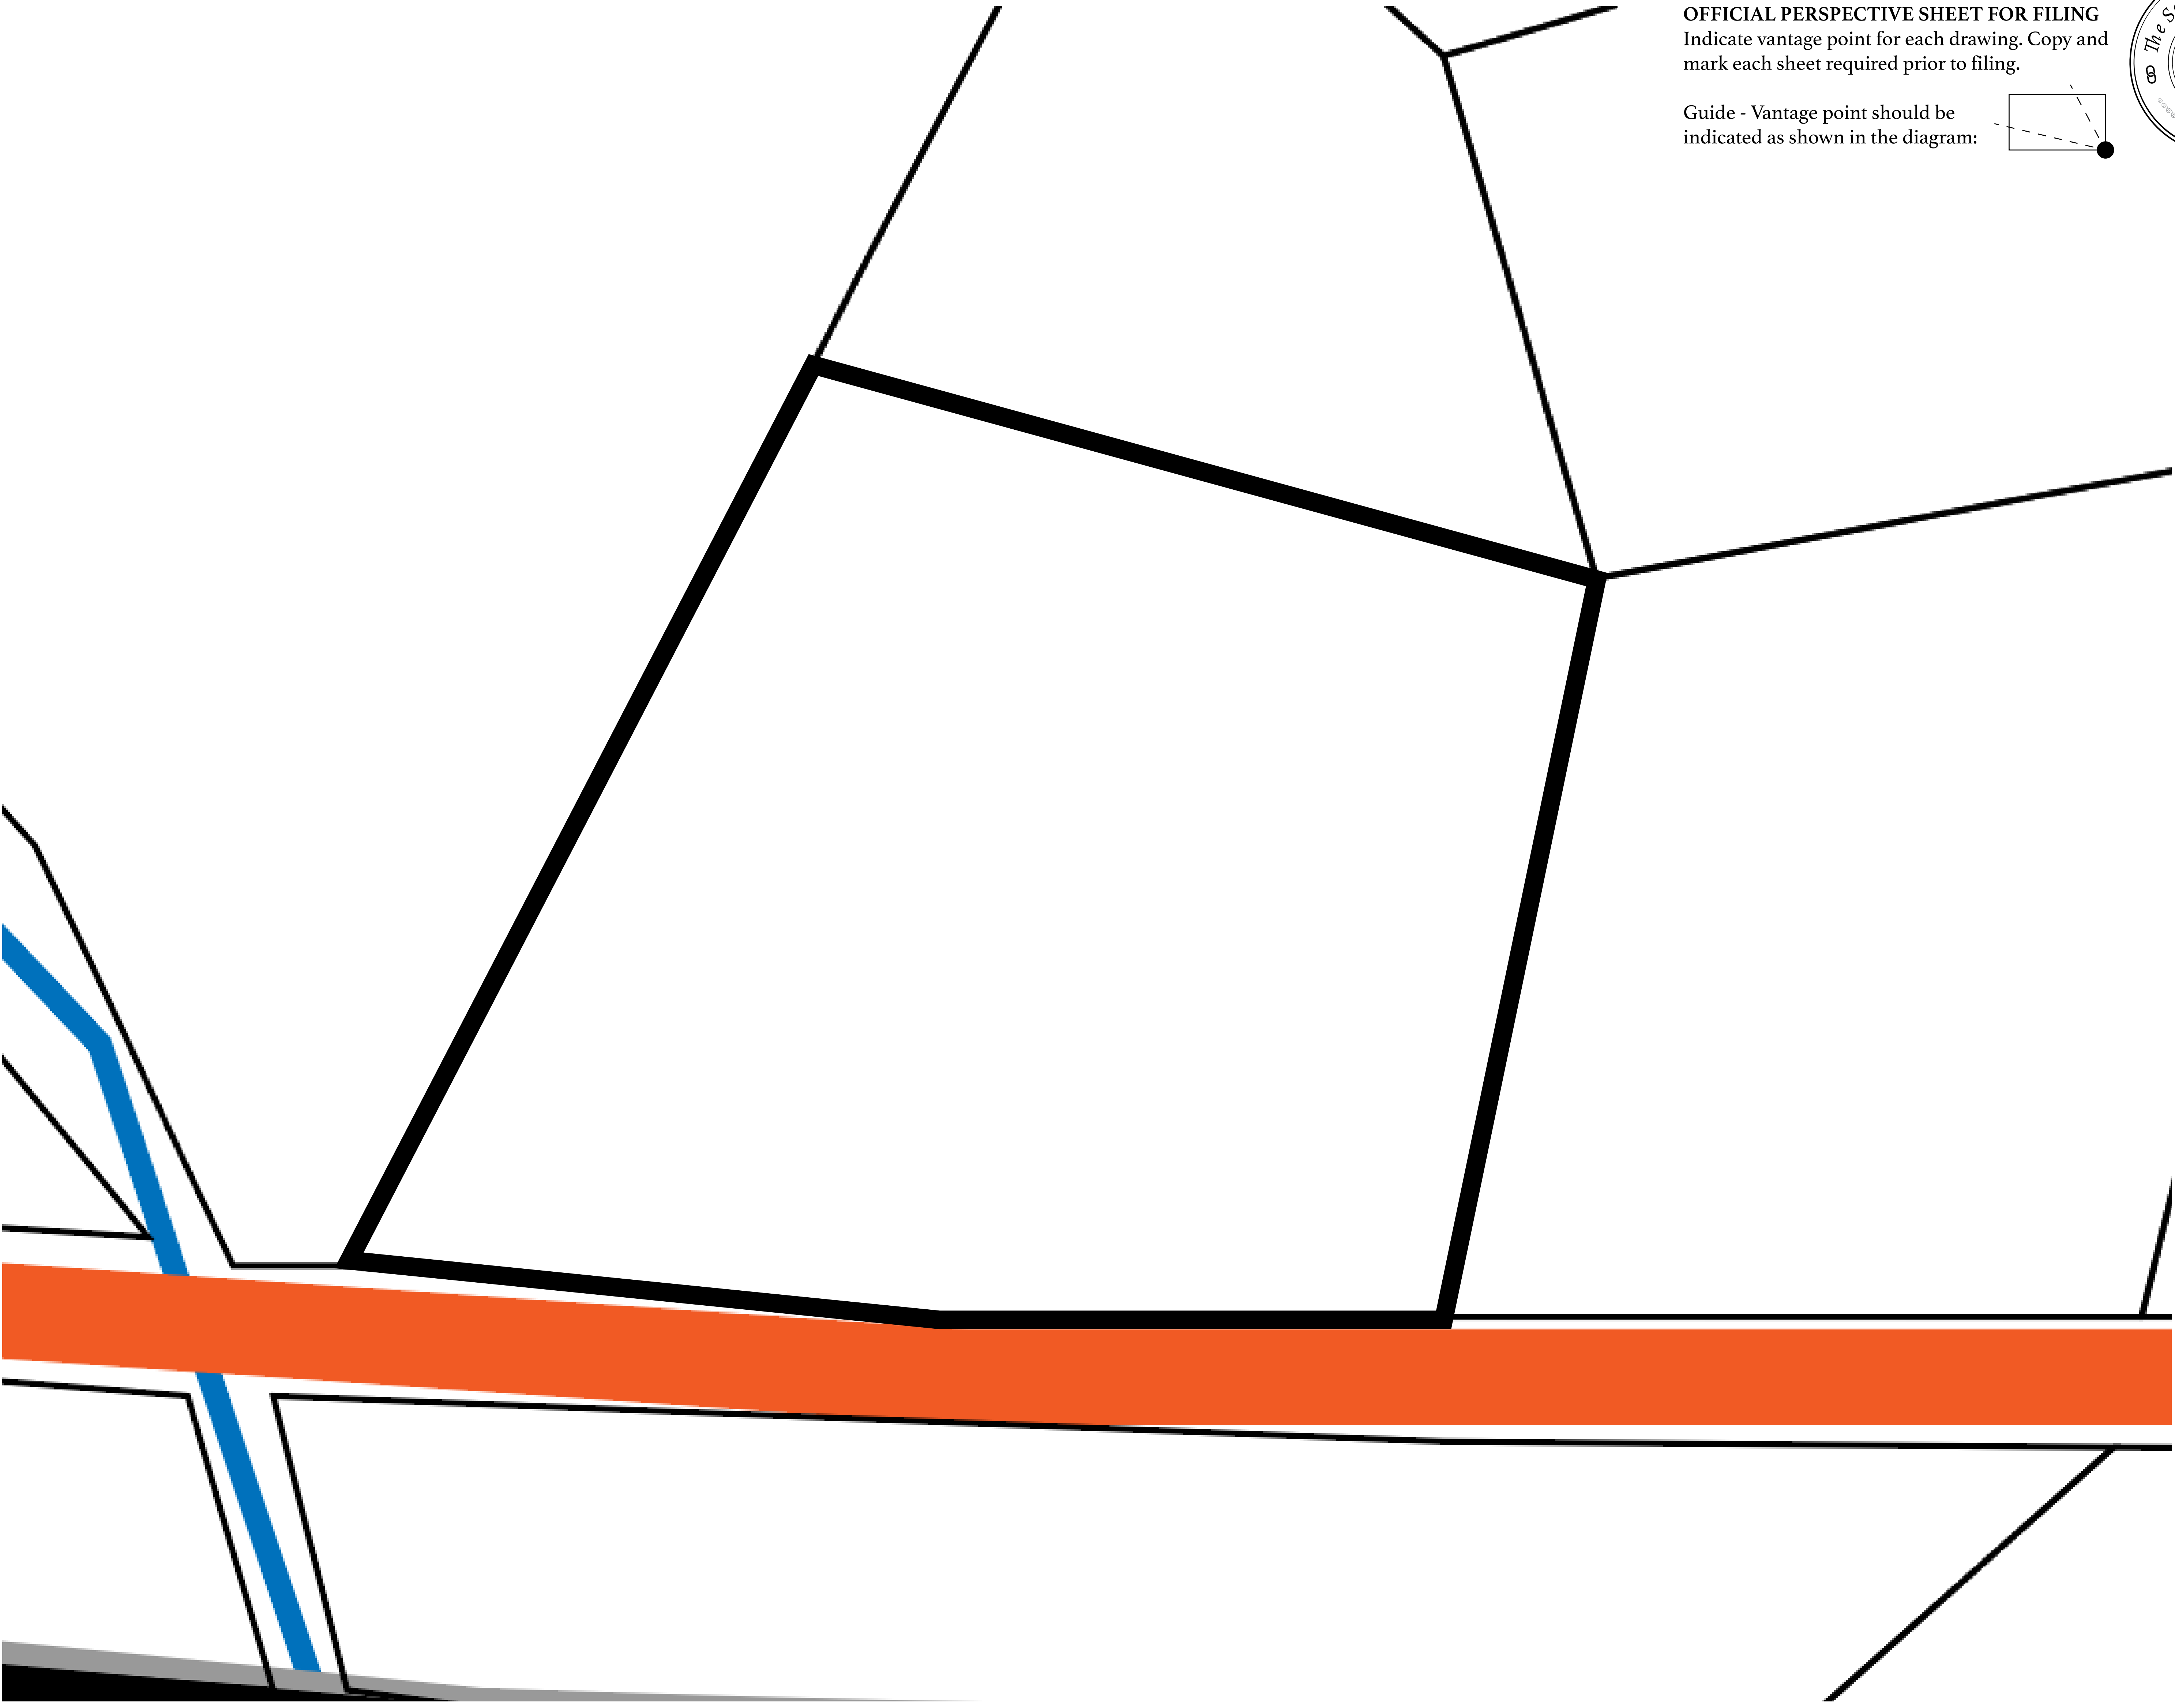 OFFICIAL PERSPECTIVE SHEET FOR FILING
Indicate vantage point for each drawing. Copy and
mark each sheet required prior to filing.
Guide - Vantage point should be
indicated as shown in the diagram:
The